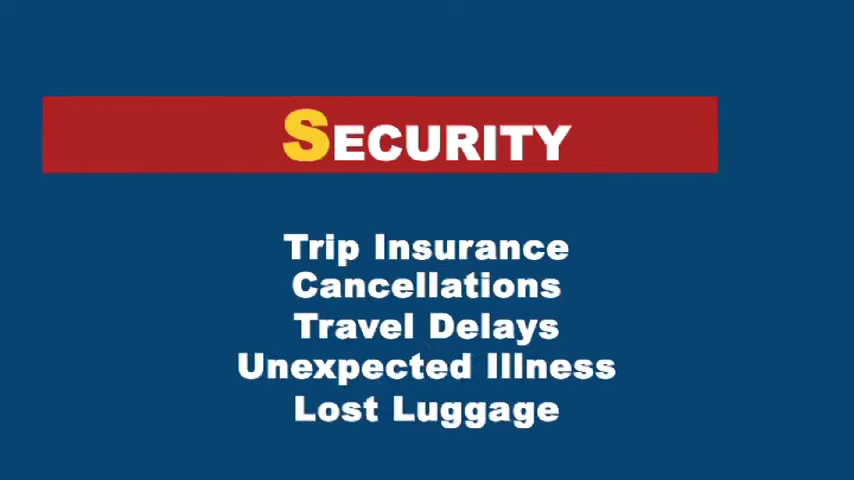 SECURITY
Trip Insurance
Cancellations
Travel Delays
Unexpected Illness
Lost Luggage